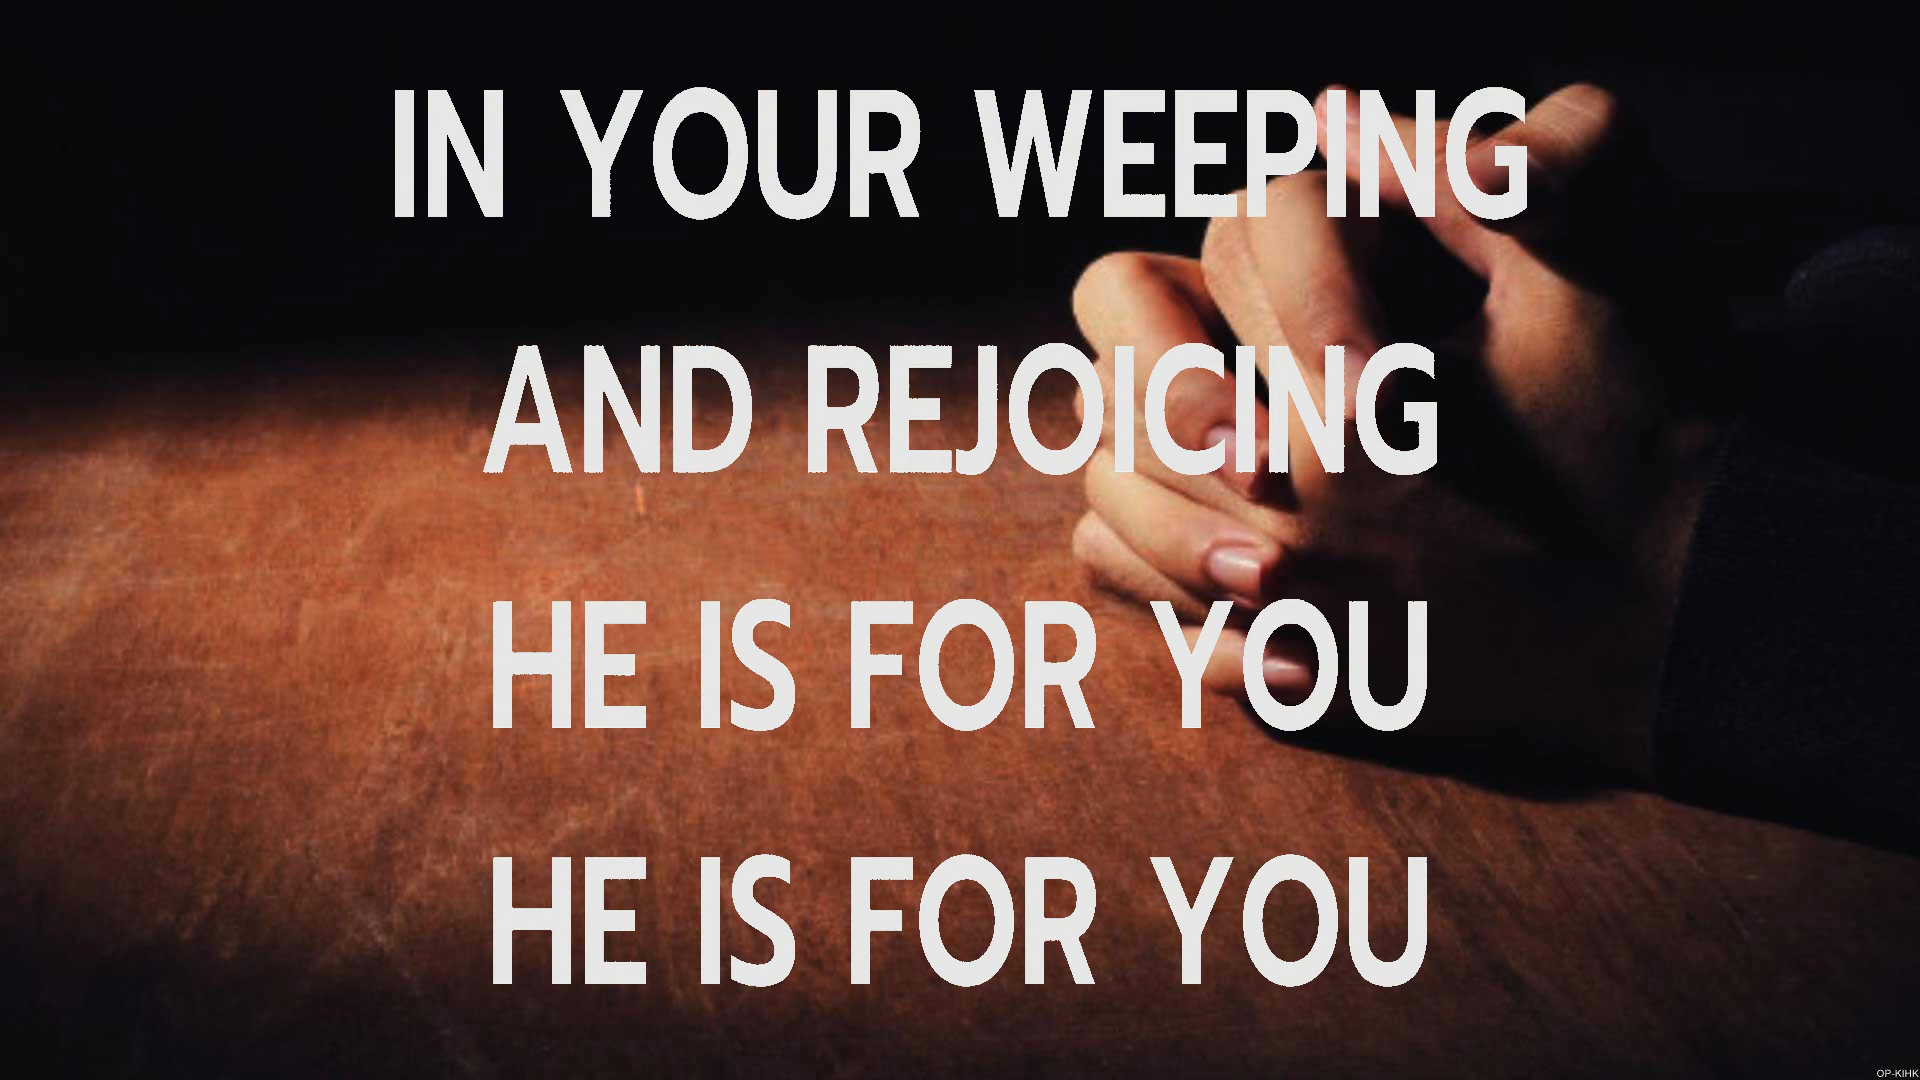 IN YOUR WEEPING
AND REJOICING
HE IS FOR YOU
HE IS FOR YOU
OP-KIHK